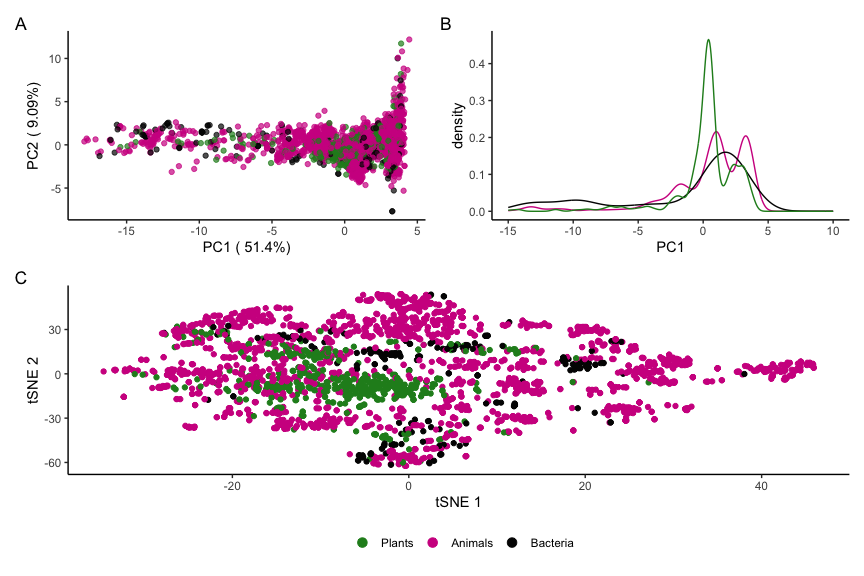 A
10
5
0
-5
PC2 ( 9.09%)
-15
-10
-5
0
5
PC1 ( 51.4%)
B
0.4
0.3
0.2
0.1
0.0
density
-15
-10
-5
0
5
10
PC1
C
30
0
-30
-60
tSNE 2
-20
0
20
40
tSNE 1
Plants
Animals
Bacteria